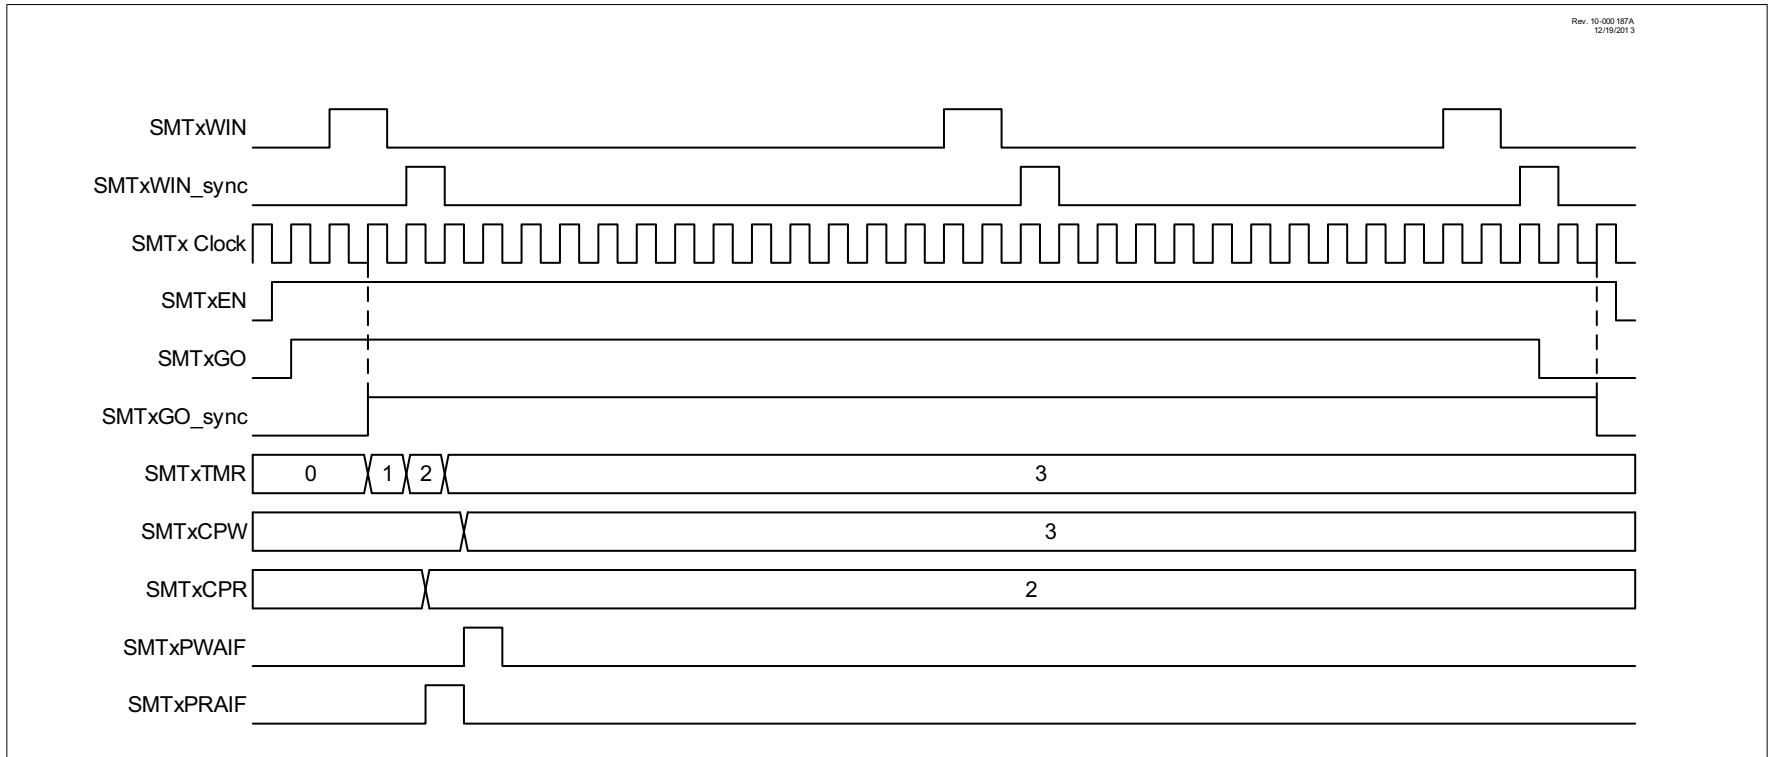 Rev. 10-000 187A
12/19/201 3
SMTxWIN
SMTxWIN_sync
SMTx Clock
SMTxEN
SMTxGO
SMTxGO_sync
SMTxTMR 0 1 2 3
SMTxCPW 3
SMTxCPR 2
SMTxPWAIF
SMTxPRAIF